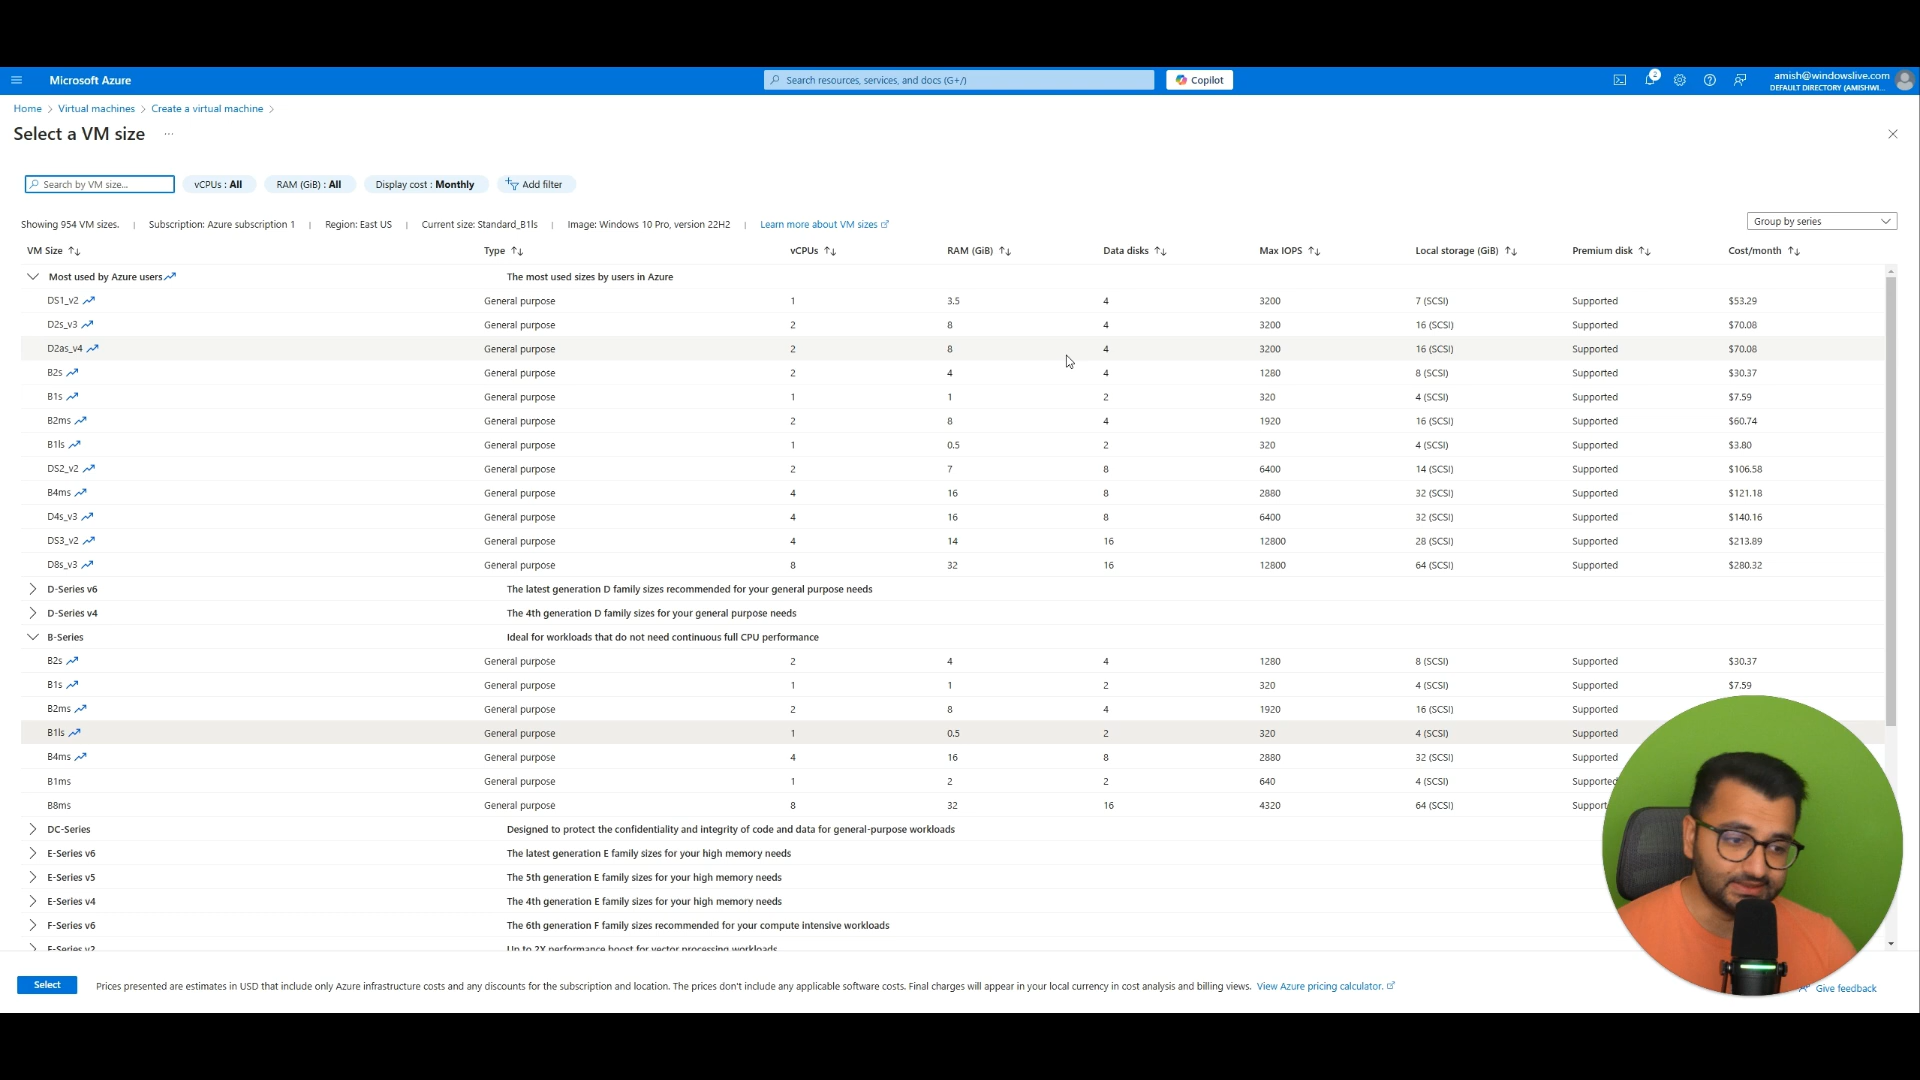 Microsoft Azure
Search resources, services, and docs (G+/)
Copilot
2
amish@windowslive.com
DEFAULT DIRECTORY (AMISHWI...
Home > Virtual machines > Create a virtual machine >
Select a VM size ...
Search by VM size...
vCPUs : All
RAM (GiB) : All
Display cost : Monthly
Add filter
Showing 954 VM sizes. | Subscription: Azure subscription 1 | Region: East US | Current size: Standard_B1ls | Image: Windows 10 Pro, version 22H2 | Learn more about VM sizes
Group by series
VM Size Type vCPUs RAM (GiB) Data disks Max IOPS Local storage (GiB) Premium disk Cost/month
Most used by Azure users The most used sizes by users in Azure
DS1_v2 General purpose 1 3.5 4 3200 7 (SCSI) Supported $53.29
D2s_v3 General purpose 2 8 4 3200 16 (SCSI) Supported $70.08
D2as_v4 General purpose 2 8 4 3200 16 (SCSI) Supported $70.08
B2s General purpose 2 4 4 1280 8 (SCSI) Supported $30.37
B1s General purpose 1 1 2 320 4 (SCSI) Supported $7.59
B2ms General purpose 2 8 4 1920 16 (SCSI) Supported $60.74
B1ls General purpose 1 0.5 2 320 4 (SCSI) Supported $3.80
DS2_v2 General purpose 2 7 8 6400 14 (SCSI) Supported $106.58
B4ms General purpose 4 16 8 2880 32 (SCSI) Supported $121.18
D4s_v3 General purpose 4 16 8 6400 32 (SCSI) Supported $140.16
DS3_v2 General purpose 4 14 16 12800 28 (SCSI) Supported $213.89
D8s_v3 General purpose 8 32 16 12800 64 (SCSI) Supported $280.32
D-Series v6 The latest generation D family sizes recommended for your general purpose needs
D-Series v4 The 4th generation D family sizes for your general purpose needs
B-Series Ideal for workloads that do not need continuous full CPU performance
B2s General purpose 2 4 4 1280 8 (SCSI) Supported $30.37
B1s General purpose 1 1 2 320 4 (SCSI) Supported $7.59
B2ms General purpose 2 8 4 1920 16 (SCSI) Supported
B1ls General purpose 1 0.5 2 320 4 (SCSI) Supported
B4ms General purpose 4 16 8 2880 32 (SCSI) Supported
B1ms General purpose 1 2 2 640 4 (SCSI) Supported
B8ms General purpose 8 32 16 4320 64 (SCSI) Support
DC-Series Designed to protect the confidentiality and integrity of code and data for general-purpose workloads
E-Series v6 The latest generation E family sizes for your high memory needs
E-Series v5 The 5th generation E family sizes for your high memory needs
E-Series v4 The 4th generation E family sizes for your high memory needs
F-Series v6 The 6th generation F family sizes recommended for your compute intensive workloads
F-Series v2 Up to 2X performance boost for vector processing workloads
Select
Prices presented are estimates in USD that include only Azure infrastructure costs and any discounts for the subscription and location. The prices don't include any applicable software costs. Final charges will appear in your local currency in cost analysis and billing views. View Azure pricing calculator.
Give feedback